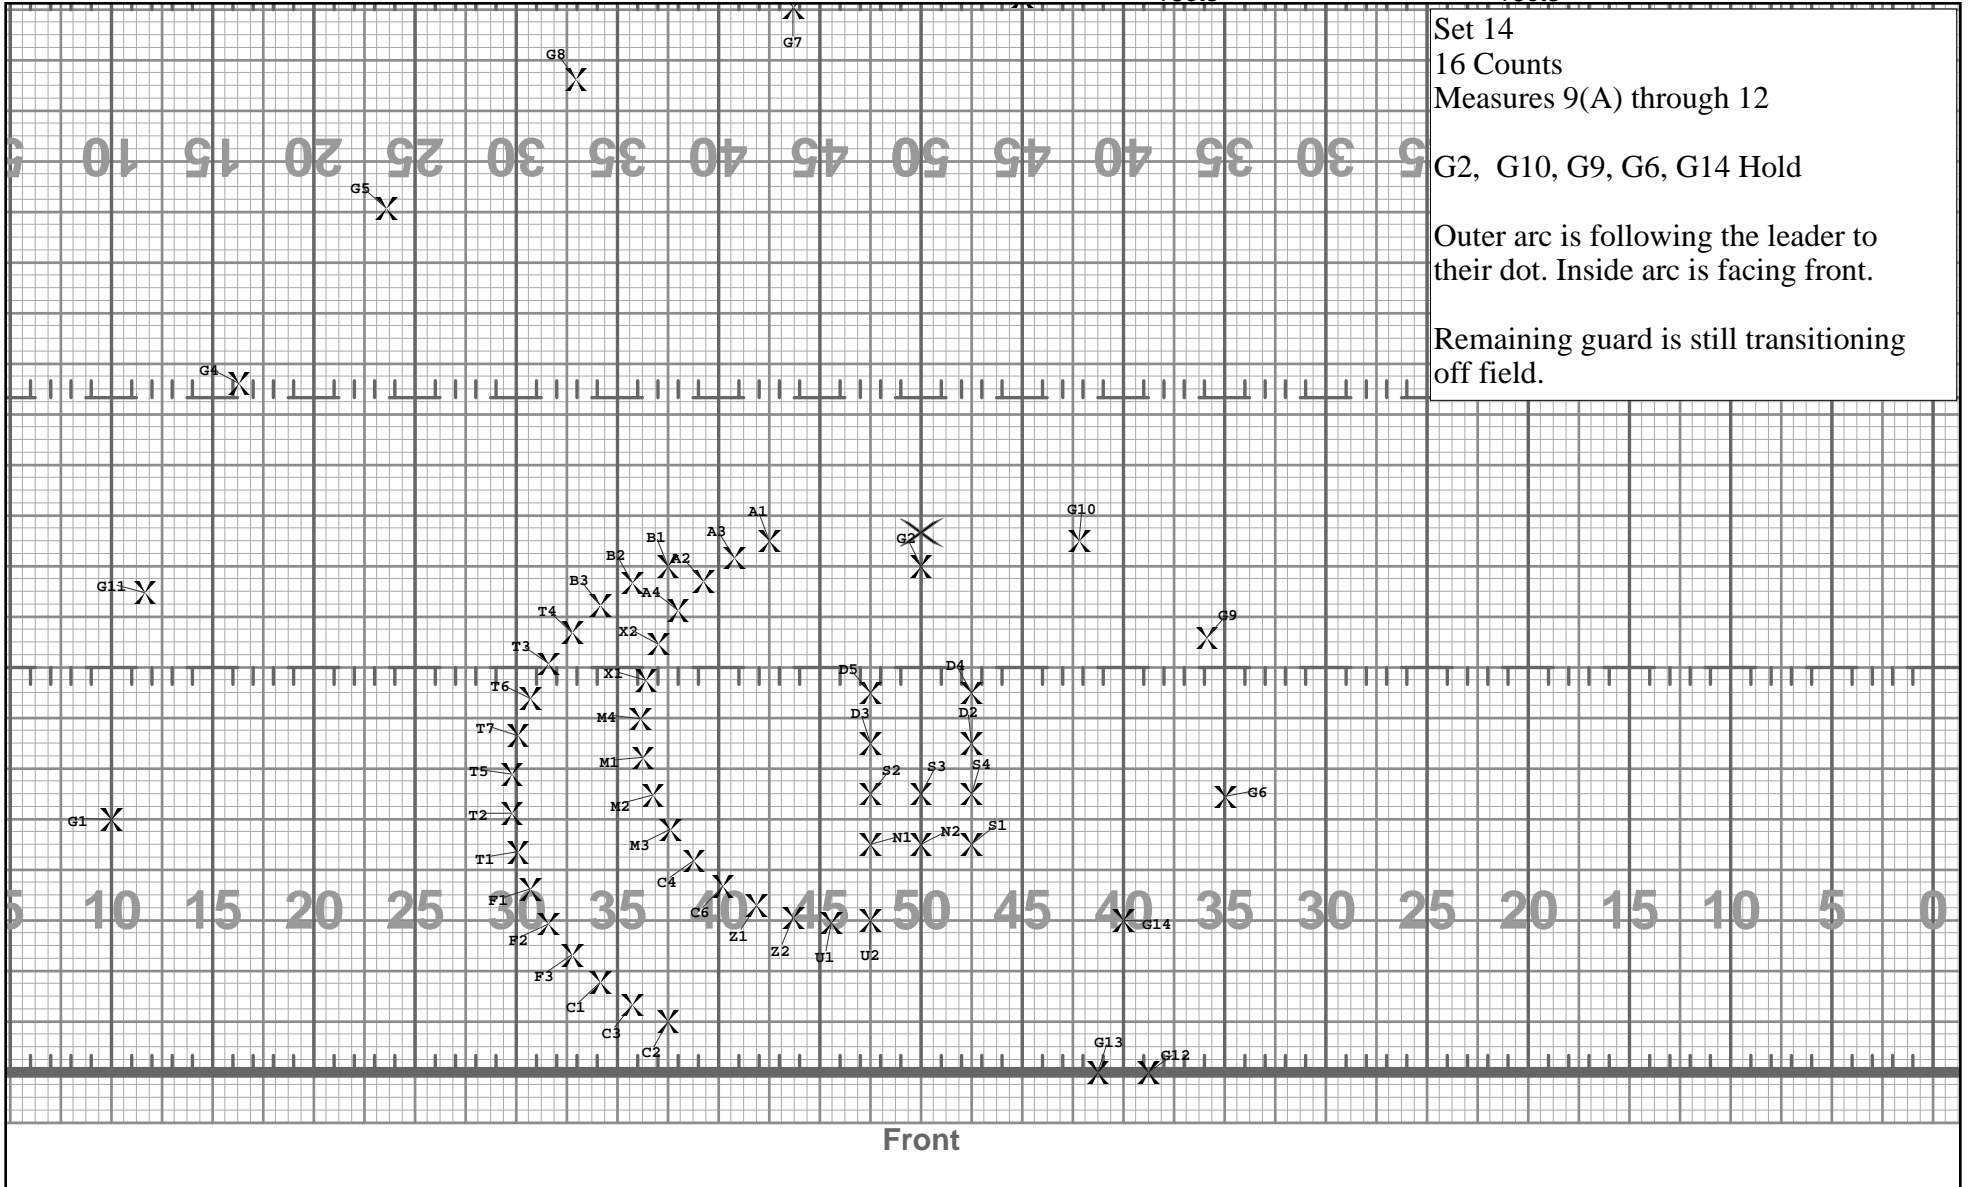 Set 14
16 Counts
Measures 9(A) through 12
G2, G10, G9, G6, G14 Hold
Outer arc is following the leader to
their dot. Inside arc is facing front.
Remaining guard is still transitioning
off field.
G7
G8
5 10 15 20 25 30 35 40 45 50 45 40 35 30 5
G5
G4
A1
G10
A3
B1
G2
B2
A2
B3
G11
A4
T4
G9
X2
T3
D5
D4
X1
T6
M4
D3
D2
T7
M1
S2
S3
S4
T5
G6
M2
T2
G1
N1
N2
S1
M3
T1
C4
F1
5 10 15 20 25 30 35 40 45 50 45 40 35 30 25 20 15 10 5 0
C6
G14
F2
Z1
Z2
U1
U2
F3
C1
C3
G13
C2
G12
Front